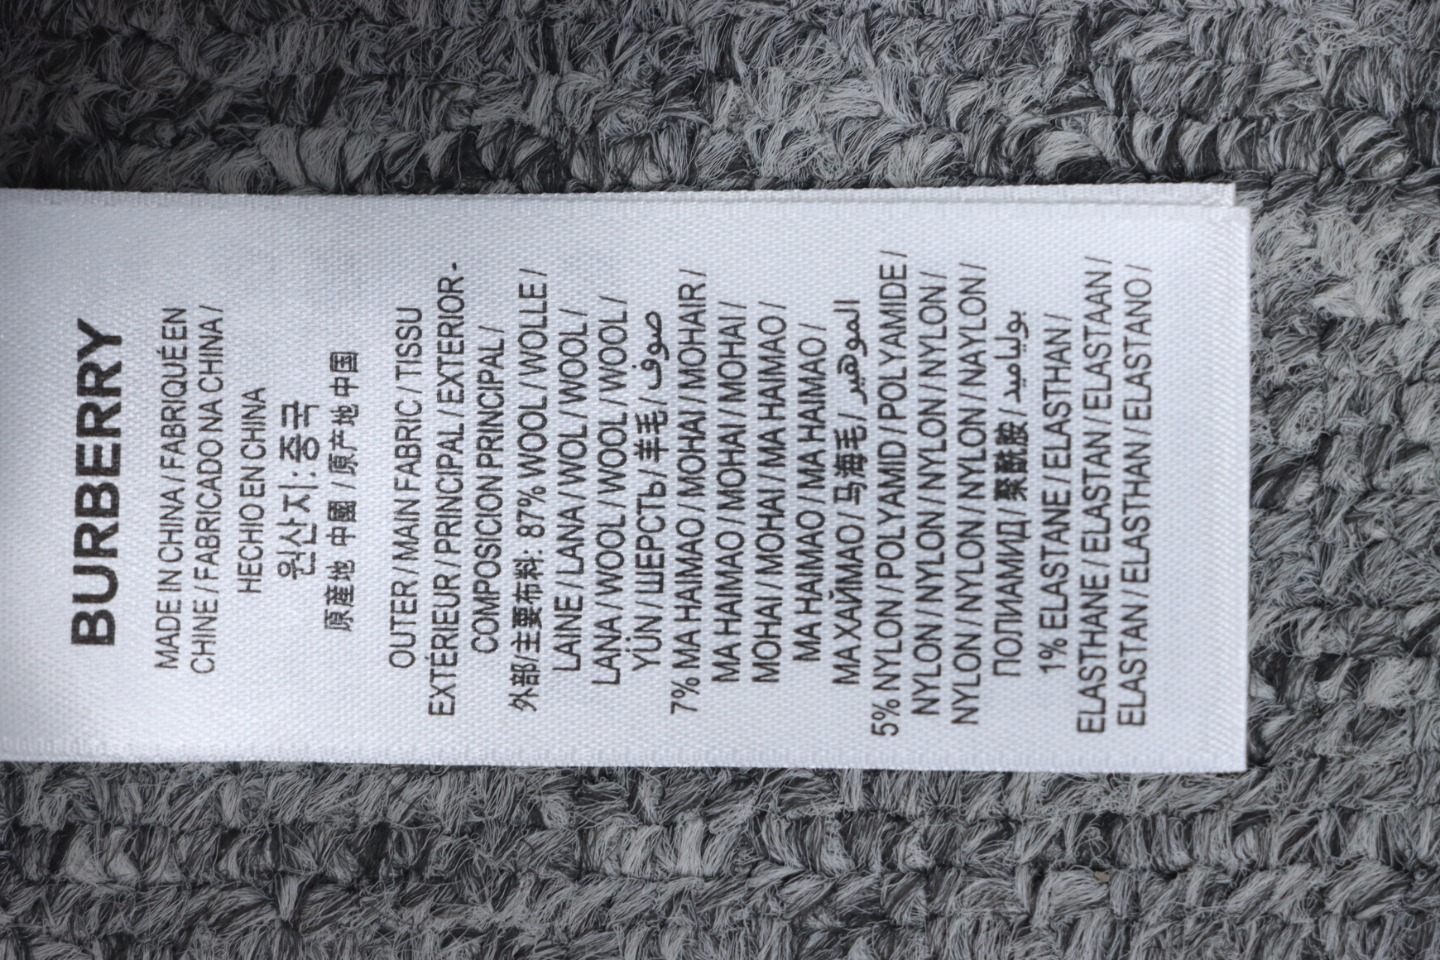 BURBERRY
MADE IN CHINA / FABRIQUÉ EN
CHINE / FABRICADO NA CHINA /
HECHO EN CHINA
원산지: 중국
原産地 中國 / 原产地 中国
OUTER / MAIN FABRIC / TISSU
EXTÉRIEUR / PRINCIPAL / EXTERIOR -
COMPOSICION PRINCIPAL /
外部/主要布料: 87% WOOL / WOLLE /
LAINE / LANA / WOL / WOOL /
LANA / WOOL / WOOL / WOOL /
YÜN / ШЕРСТЬ / 羊毛 / صوف
7% MA HAIMAO / MOHAI / MOHAIR /
MA HAIMAO / MOHAI / MOHAI /
MOHAI / MOHAI / MA HAIMAO /
MA HAIMAO / MA HAIMAO /
МА ХАЙМАО / 马海毛 / الموهير
5% NYLON / POLYAMID / POLYAMIDE /
NYLON / NYLON / NYLON / NYLON /
NYLON / NYLON / NYLON / NAYLON /
ПОЛИАМИД / 聚酰胺 / بولياميد
1% ELASTANE / ELASTHAN /
ELASTHANE / ELASTAN / ELASTAAN /
ELASTAN / ELASTHAN / ELASTANO /